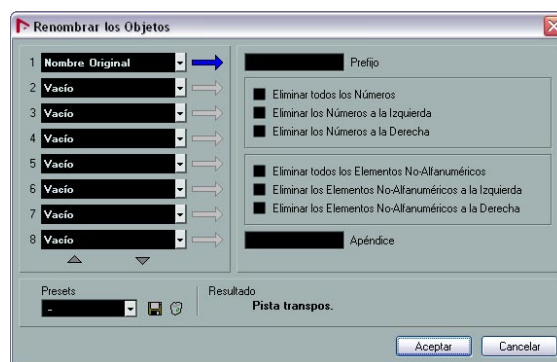 Renombrar los Objetos
1 Nombre Original
2 Vacío
3 Vacío
4 Vacío
5 Vacío
6 Vacío
7 Vacío
8 Vacío
Prefijo
Eliminar todos los Números
Eliminar los Números a la Izquierda
Eliminar los Números a la Derecha
Eliminar todos los Elementos No-Alfanuméricos
Eliminar los Elementos No-Alfanuméricos a la Izquierda
Eliminar los Elementos No-Alfanuméricos a la Derecha
Apéndice
Presets
-
Resultado
Pista transpos.
Aceptar
Cancelar